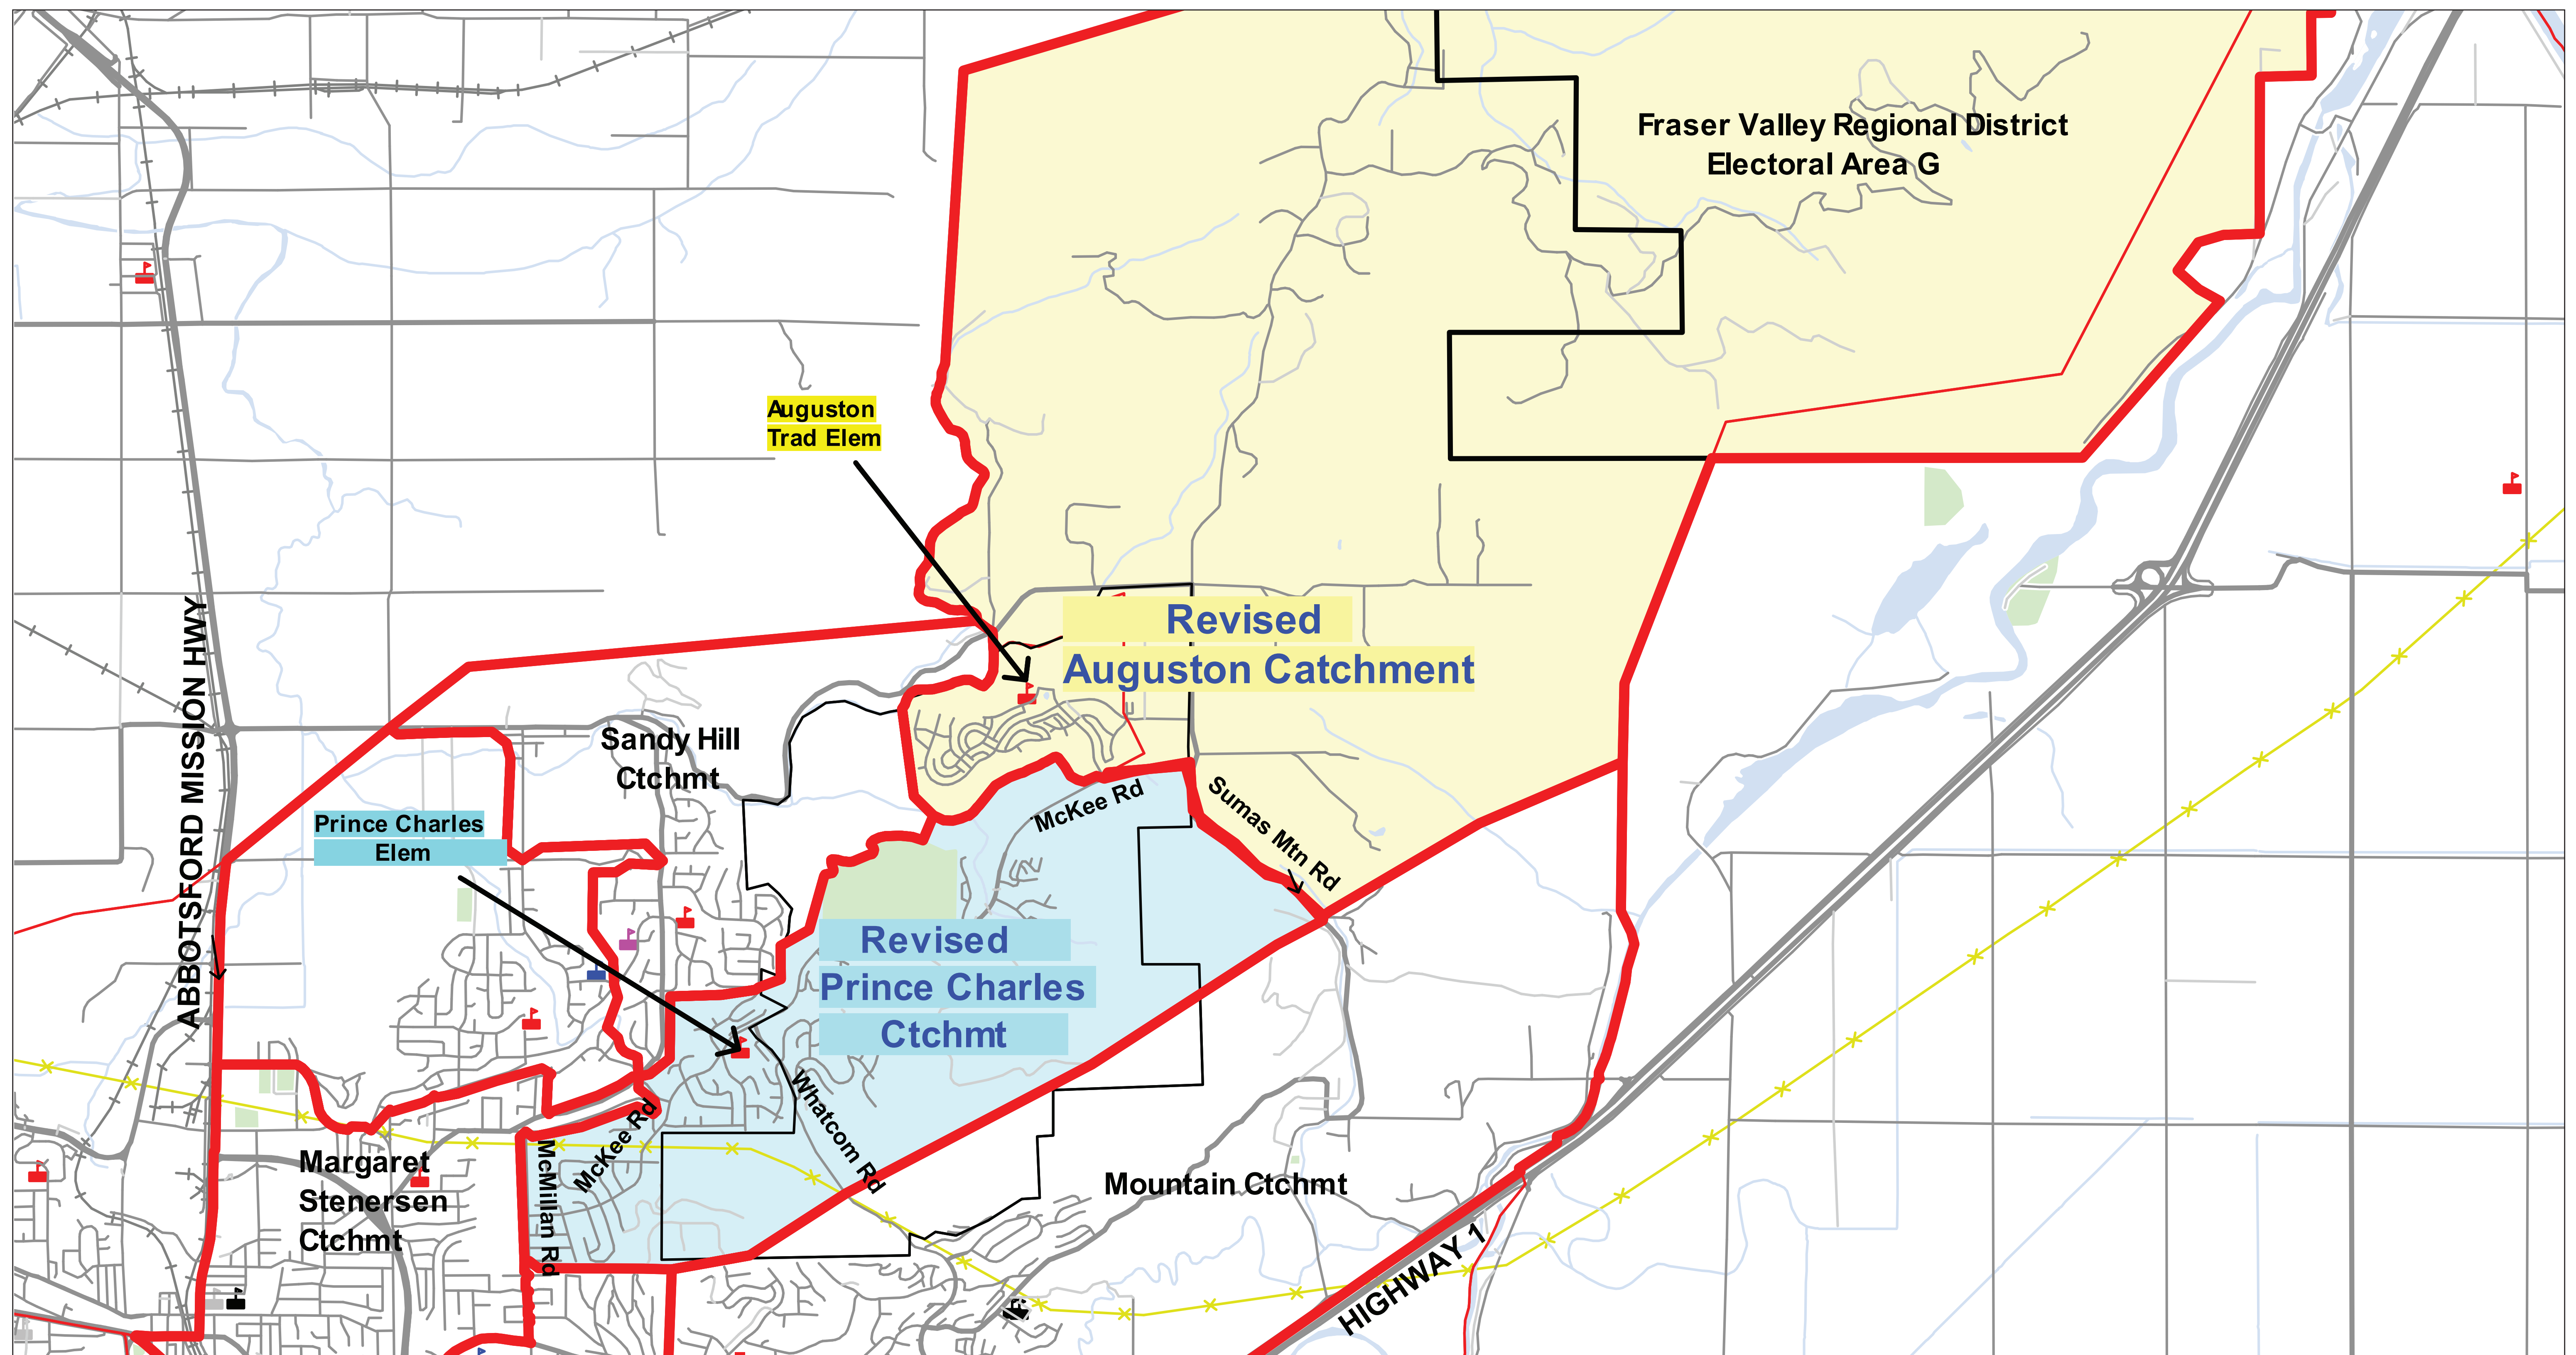 Fraser Valley Regional District
Electoral Area G
Auguston
Trad Elem
Revised
Auguston Catchment
ABBOTSFORD MISSION HWY
Sandy Hill
Ctchmt
McKee Rd
Sumas Mtn Rd
Prince Charles
Elem
Revised
Prince Charles
Ctchmt
McKee Rd
Whatcom Rd
McMillan Rd
Margaret
Stenersen
Ctchmt
Mountain Ctchmt
HIGHWAY 1